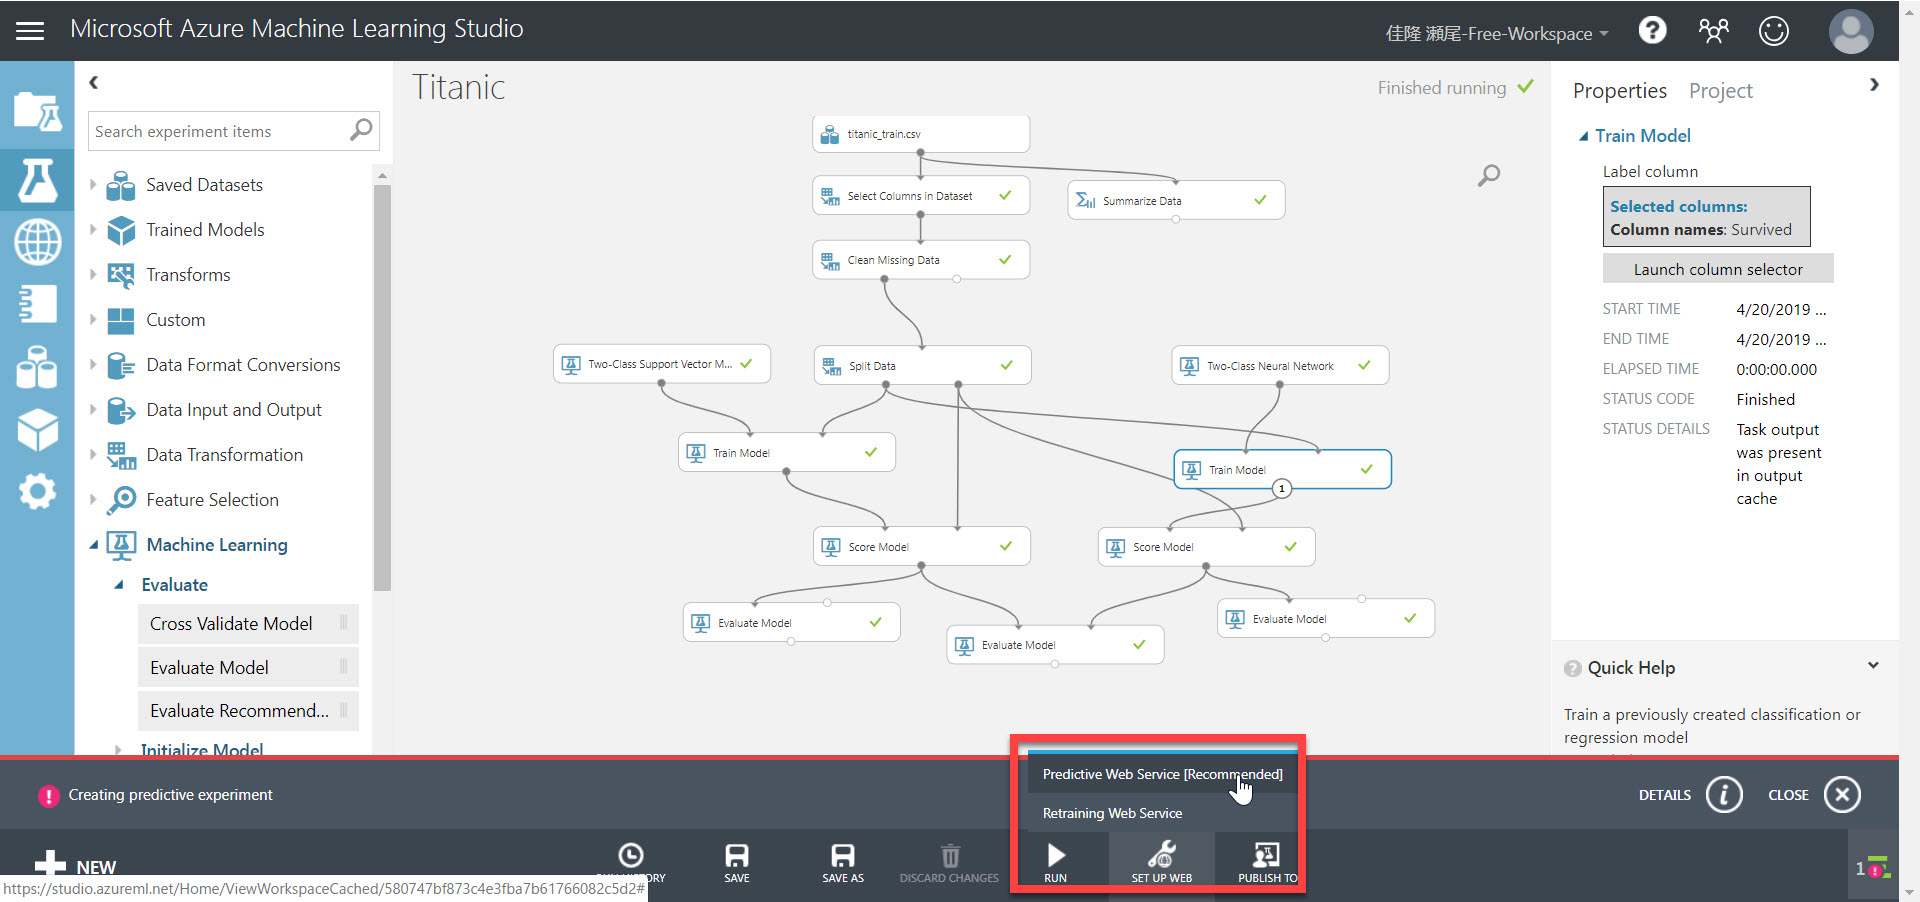 Microsoft Azure Machine Learning Studio
佳隆 瀬尾-Free-Workspace
Search experiment items
Saved Datasets
Trained Models
Transforms
Custom
Data Format Conversions
Data Input and Output
Data Transformation
Feature Selection
Machine Learning
Evaluate
Cross Validate Model
Evaluate Model
Evaluate Recommend...
Initialize Model
Titanic
Finished running
titanic_train.csv
Select Columns in Dataset
Summarize Data
Clean Missing Data
Two-Class Support Vector M...
Split Data
Two-Class Neural Network
Train Model
Train Model
1
Score Model
Score Model
Evaluate Model
Evaluate Model
Evaluate Model
Properties
Project
Train Model
Label column
Selected columns:
Column names: Survived
Launch column selector
START TIME 4/20/2019 ...
END TIME 4/20/2019 ...
ELAPSED TIME 0:00:00.000
STATUS CODE Finished
STATUS DETAILS Task output
was present
in output
cache
Quick Help
Train a previously created classification or
regression model
Creating predictive experiment
Predictive Web Service [Recommended]
Retraining Web Service
DETAILS
CLOSE
NEW
SAVE
SAVE AS
DISCARD CHANGES
RUN
SET UP WEB
PUBLISH TO
1
https://studio.azureml.net/Home/ViewWorkspaceCached/580747bf873c4e3fba7b61766082c5d2#